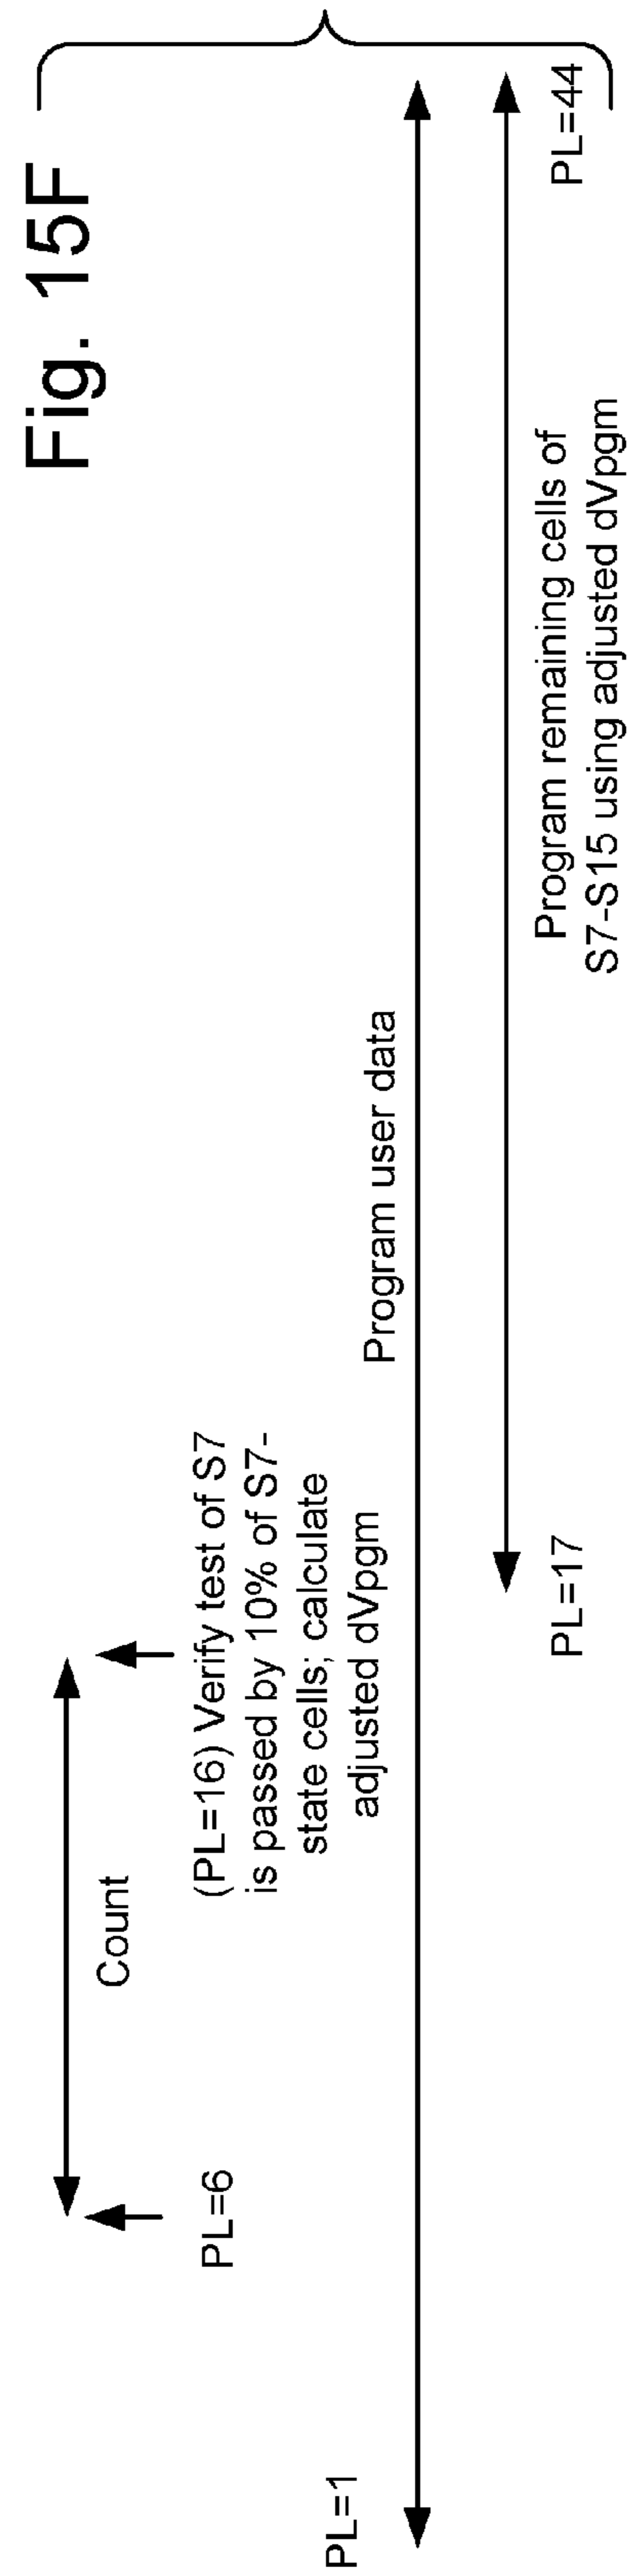 Fig. 15F
Count
PL=6
(PL=16) Verify test of S7
is passed by 10% of S7-
state cells; calculate
adjusted dVpgm
PL=1
Program user data
PL=17
Program remaining cells of
S7-S15 using adjusted dVpgm
PL=44